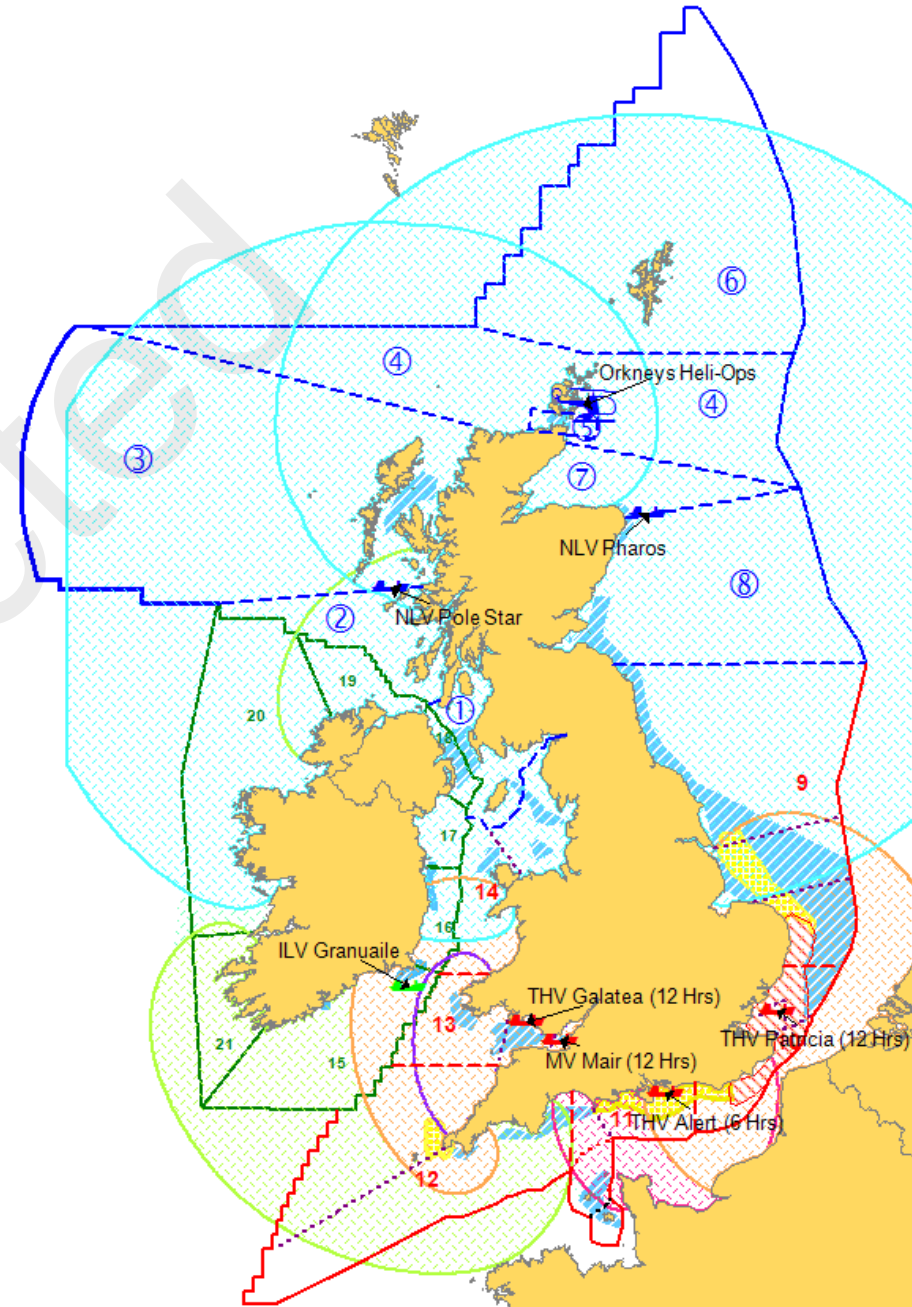 ⑥
④
Orkneys Heli-Ops
④
⑤
③
⑦
NLV Pharos
⑧
②
NLV Pole Star
19
①
20
18
9
17
14
16
ILV Granuaile
THV Galatea (12 Hrs)
13
21
15
THV Patricia (12 Hrs)
MV Mair (12 Hrs)
11
THV Alert (6 Hrs)
12